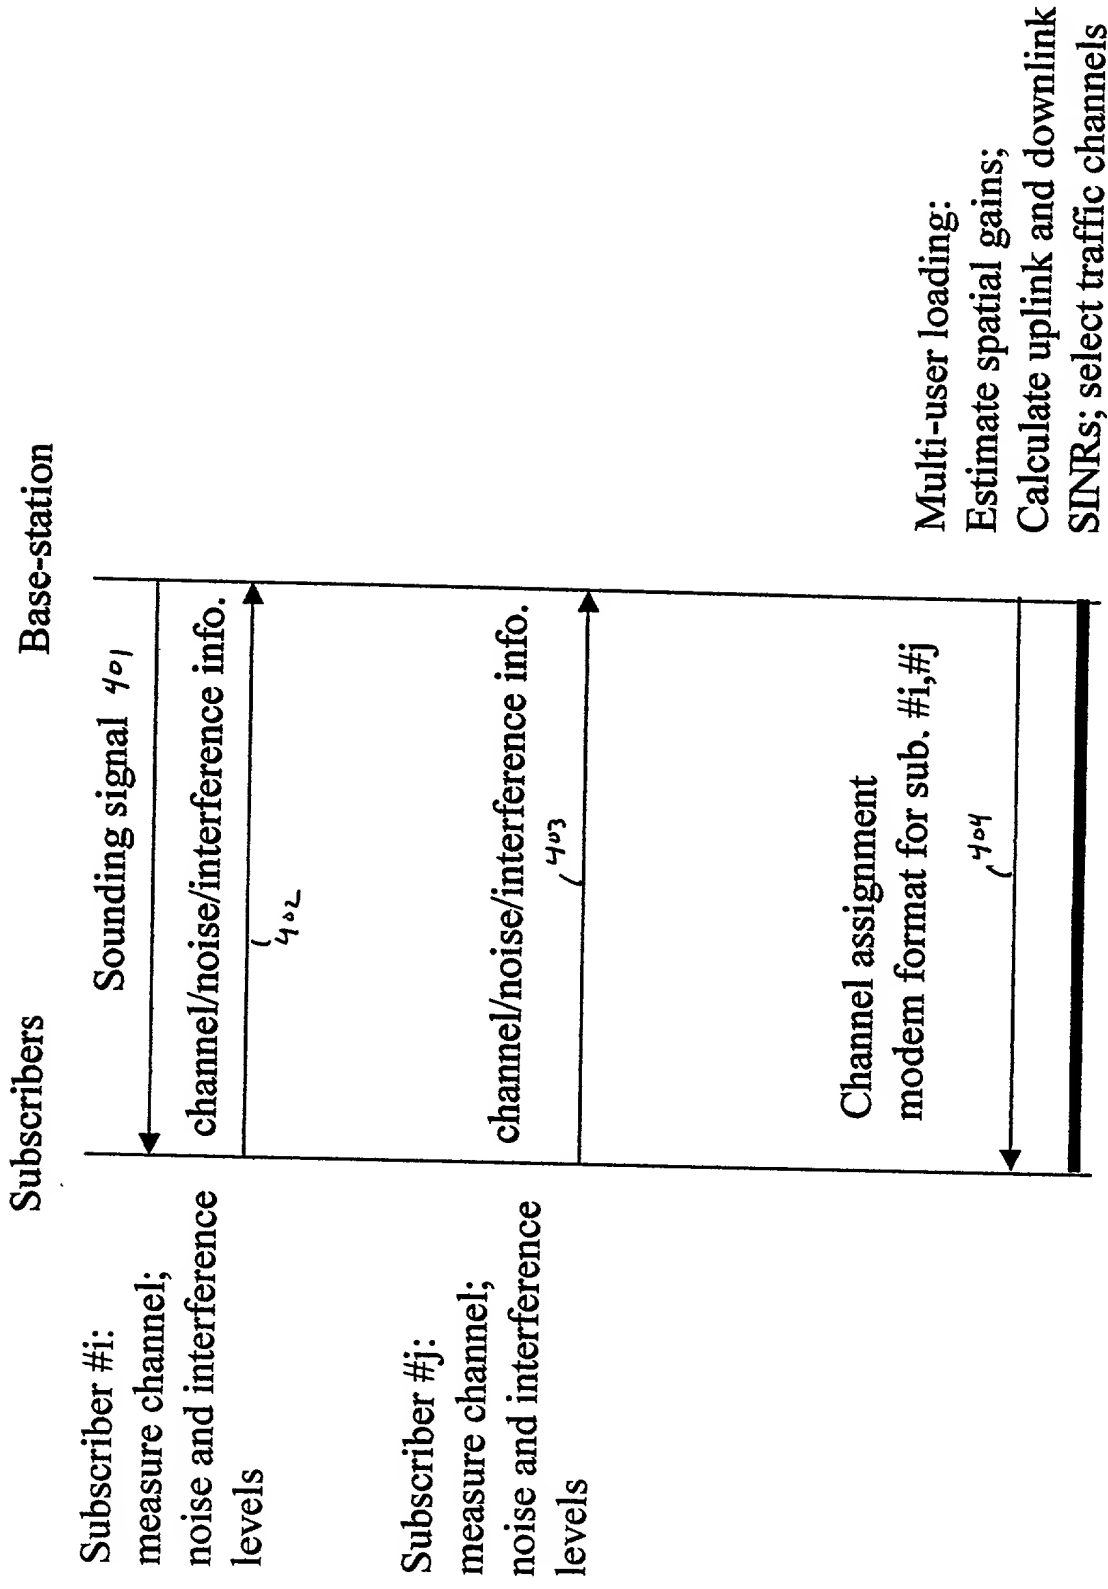 Subscribers
Base-station
Sounding signal 401
Subscriber #i:
measure channel;
noise and interference
levels
channel/noise/interference info.
402
Subscriber #j:
measure channel;
noise and interference
levels
channel/noise/interference info.
403
Channel assignment
modem format for sub. #i,#j
404
Multi-user loading:
Estimate spatial gains;
Calculate uplink and downlink
SINRs; select traffic channels